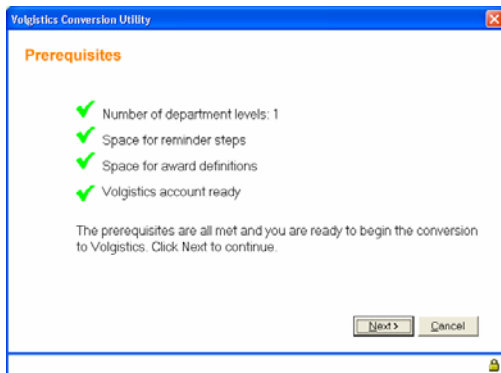 Volgistics Conversion Utility
Prerequisites
Number of department levels: 1
Space for reminder steps
Space for award definitions
Volgistics account ready
The prerequisites are all met and you are ready to begin the conversion
to Volgistics. Click Next to continue.
Next >
Cancel